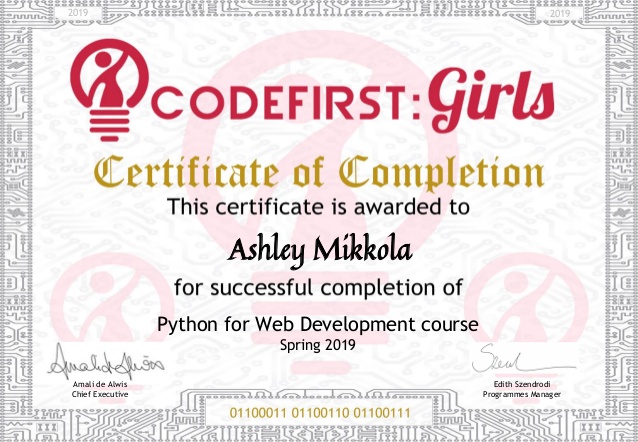 2019 2019
CODEFIRST:Girls
Certificate of Completion
This certificate is awarded to
Ashley Mikkola
for successful completion of
Python for Web Development course
Spring 2019
Amali de Alwis
Chief Executive
Edith Szendrodi
Programmes Manager
01100011 01100110 01100111